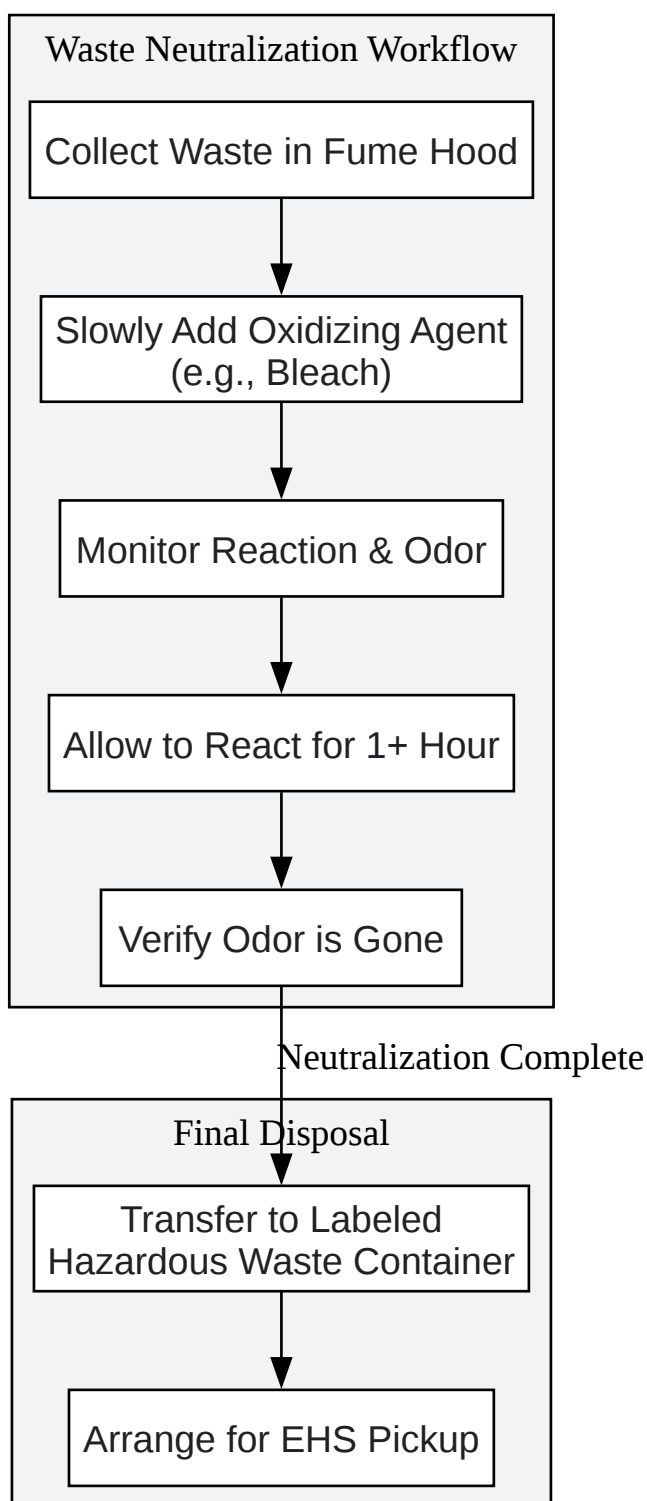 Waste Neutralization Workflow
Collect Waste in Fume Hood
Slowly Add Oxidizing Agent
(e.g., Bleach)
Monitor Reaction & Odor
Allow to React for 1+ Hour
Verify Odor is Gone
Neutralization Complete
Final Disposal
Transfer to Labeled
Hazardous Waste Container
Arrange for EHS Pickup